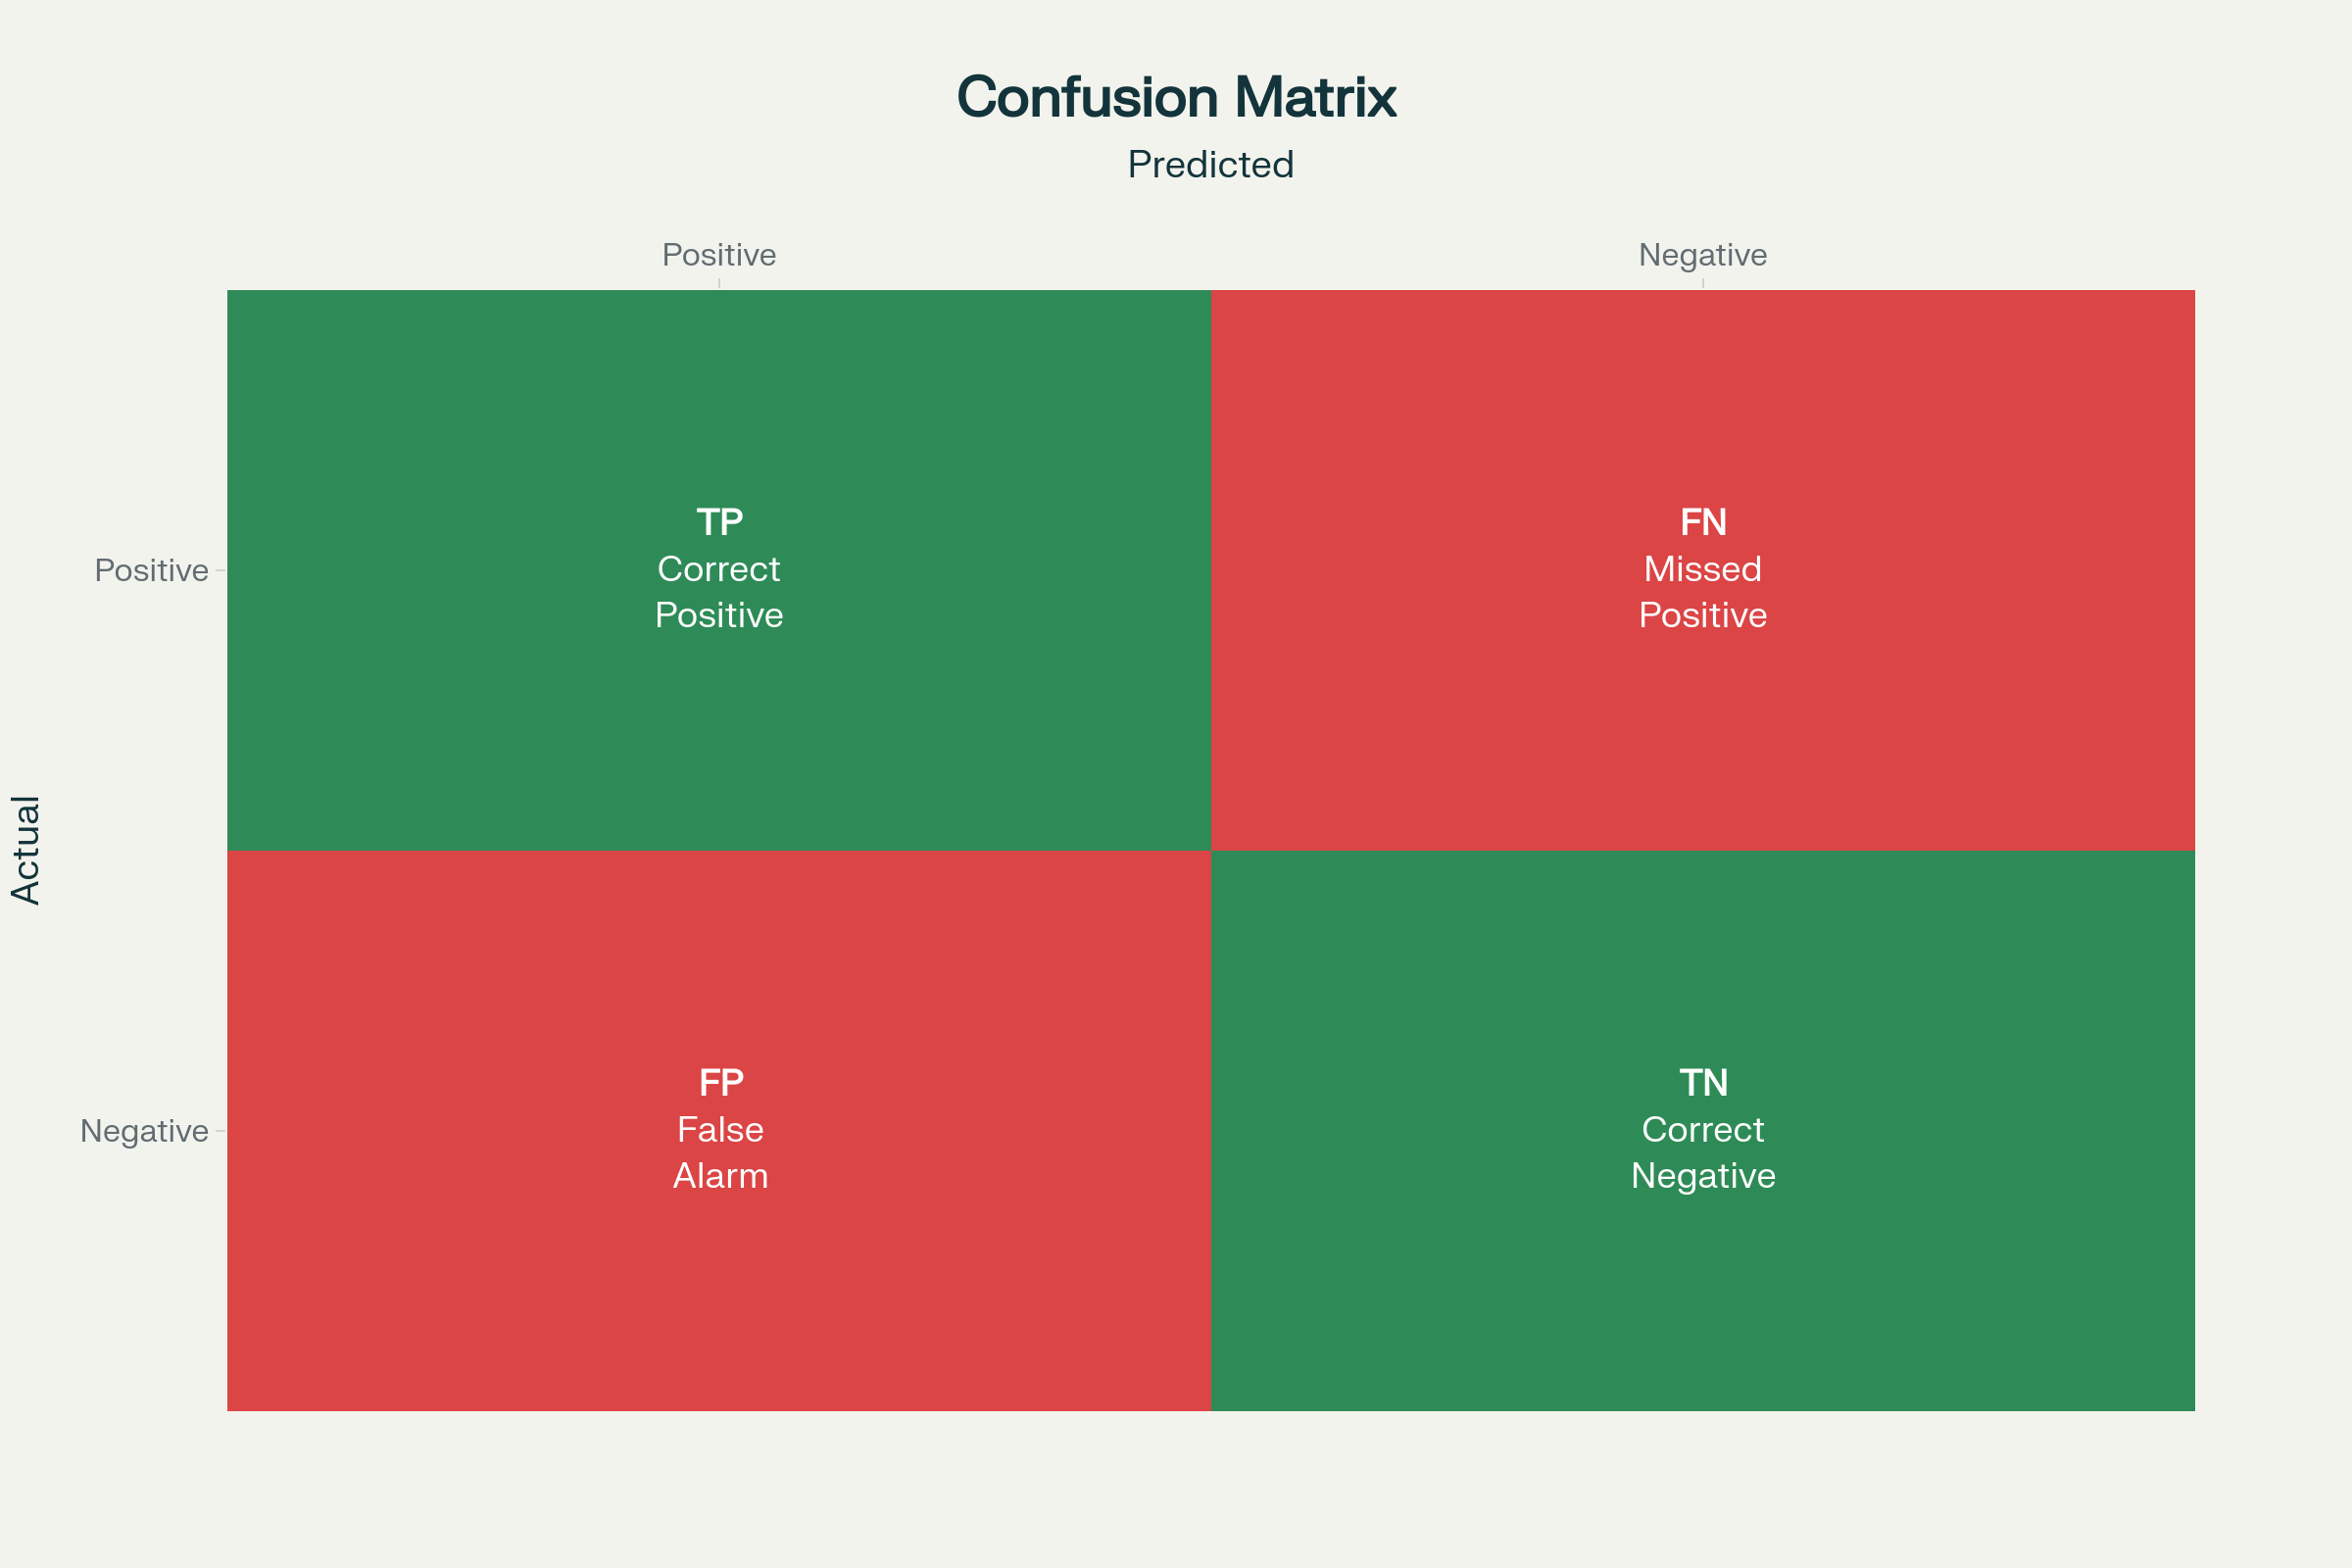 Confusion Matrix
Predicted
Positive
Negative
Actual
Positive
TP
Correct
Positive
FN
Missed
Positive
Negative
FP
False
Alarm
TN
Correct
Negative